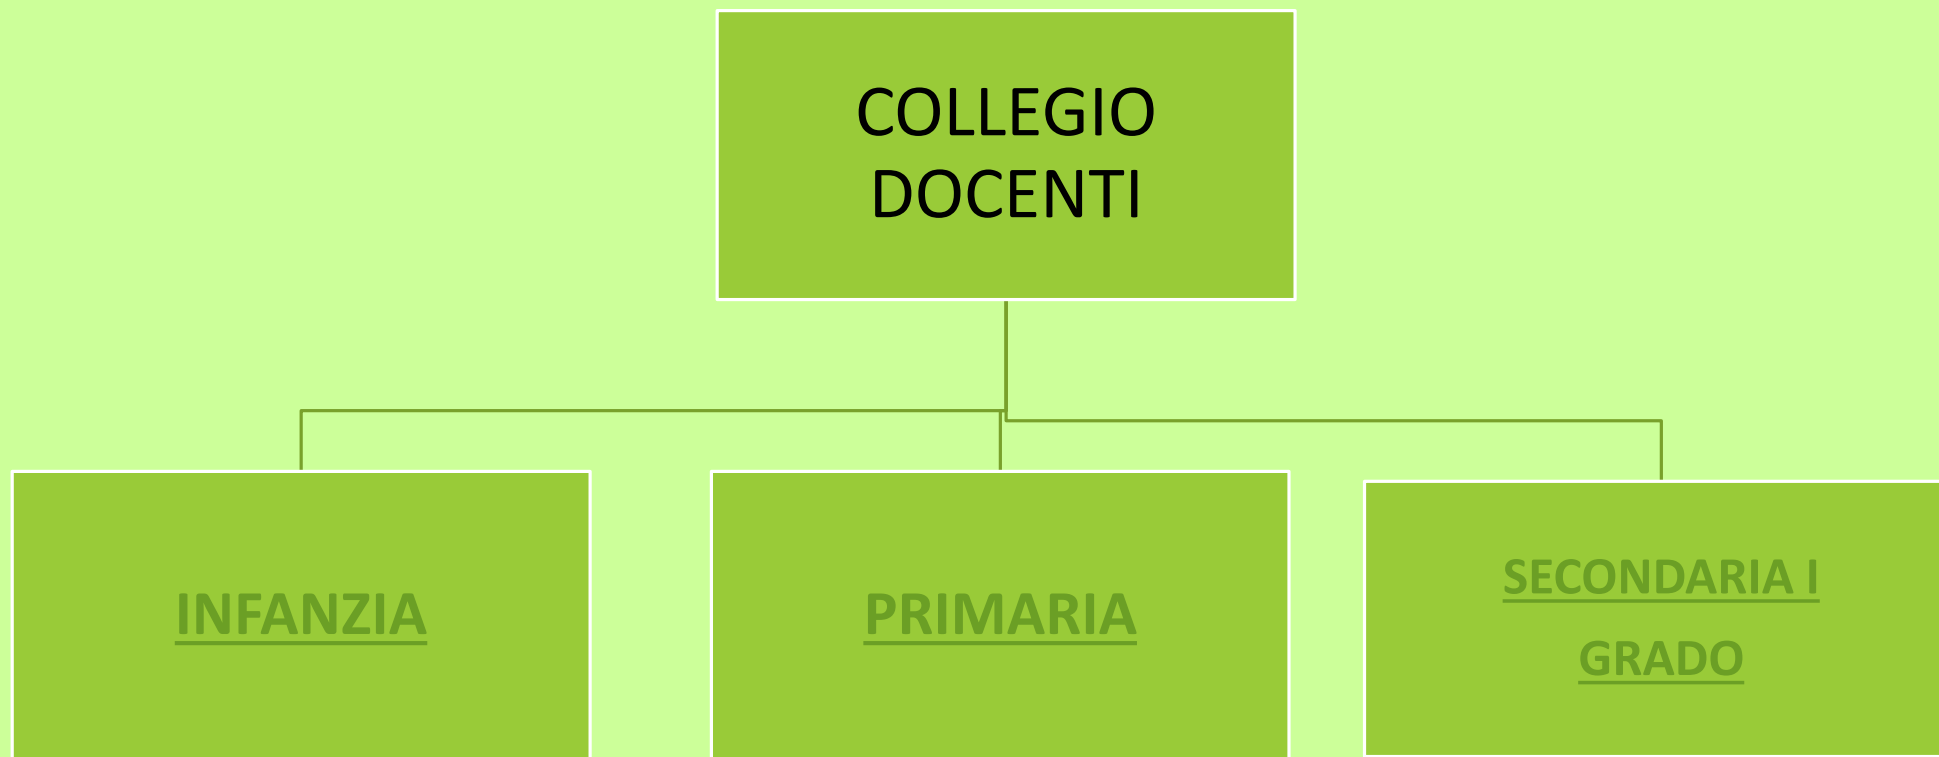 COLLEGIO
DOCENTI
INFANZIA
PRIMARIA
SECONDARIA I
GRADO